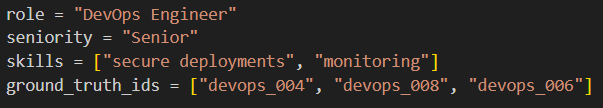 role = "DevOps Engineer"
seniority = "Senior"
skills = ["secure deployments", "monitoring"]
ground_truth_ids = ["devops_004", "devops_008", "devops_006"]